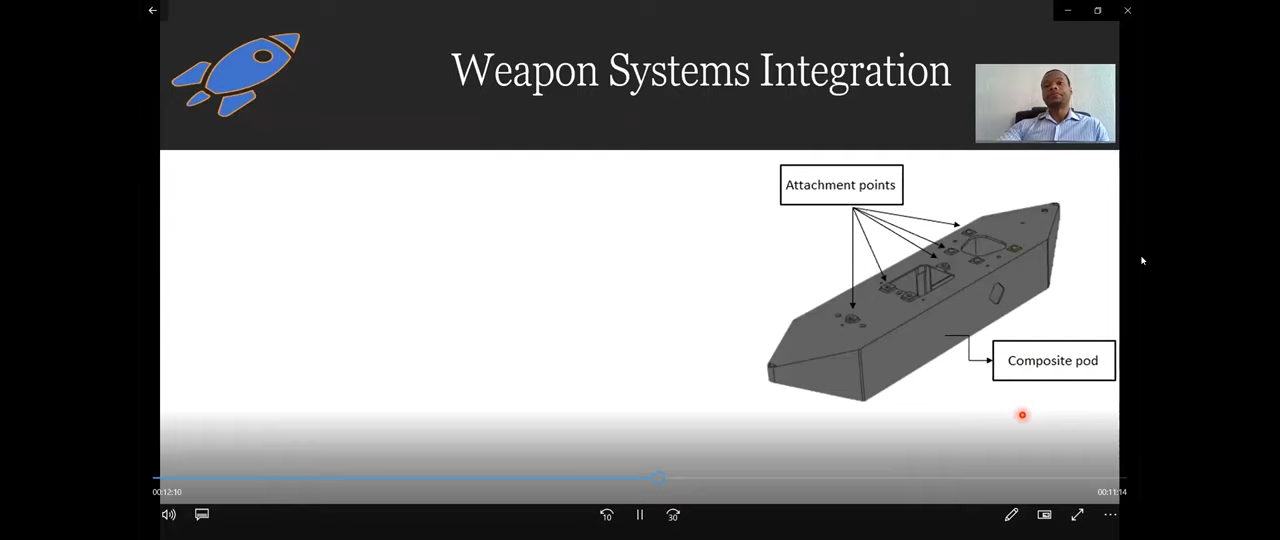 Weapon Systems Integration
Attachment points
Composite pod
00:12:10
00:11:14
10
30